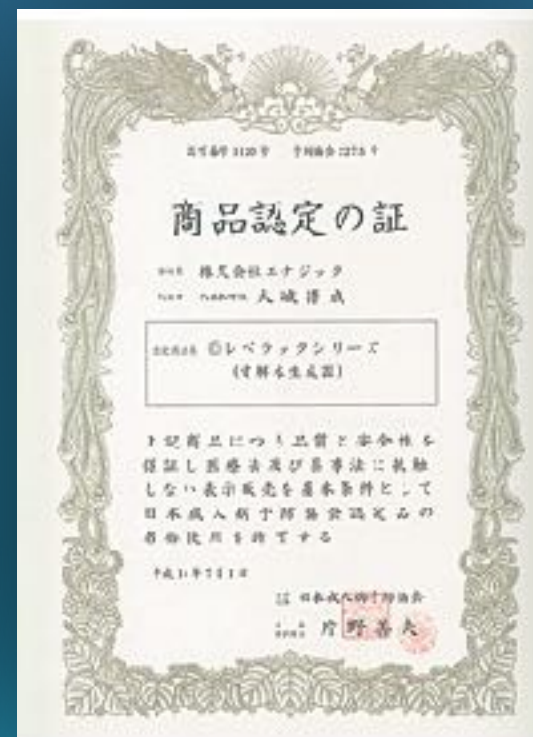 商品認定の証
株式会社エナジック
大城博成
◎レベラックシリーズ
(電解水生成器)
上記商品につき品質と安全性を
保証し医療法及び薬事法に抵触
しない表示販売を基本条件として
日本成人病予防協会認定品の
名称使用を許可する
日本成人病予防協会
片野善夫